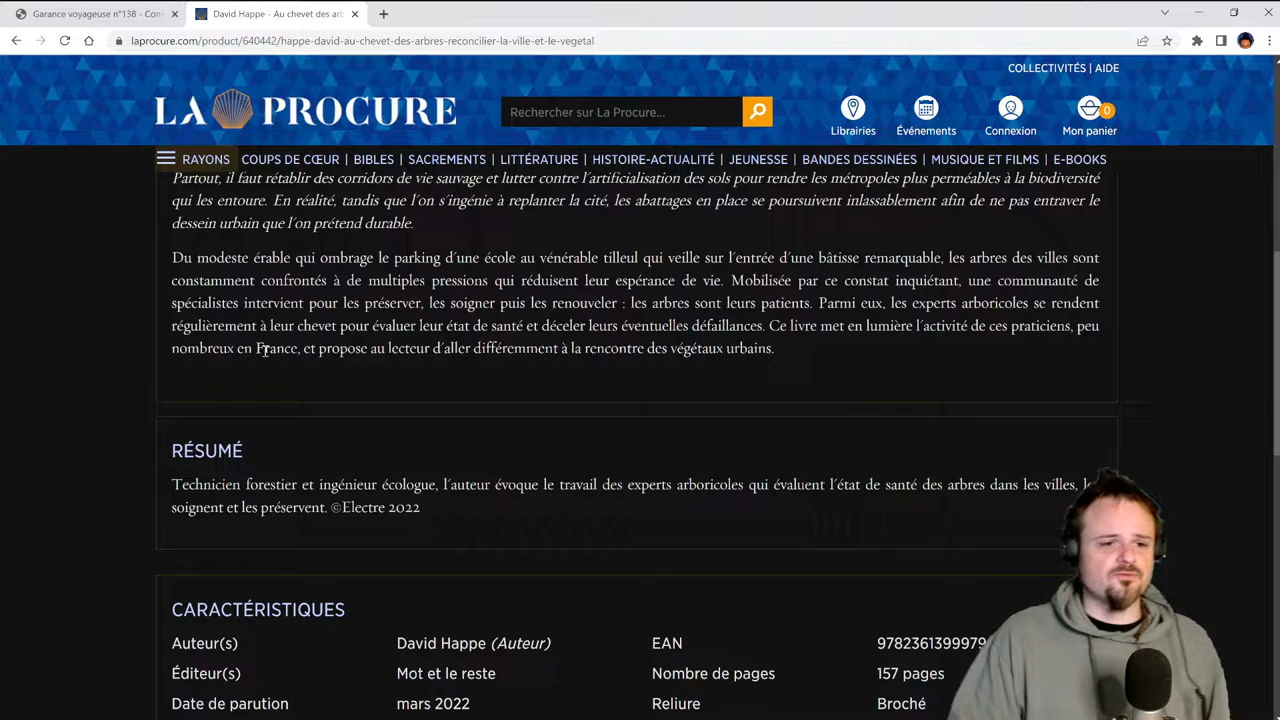 Garance voyageuse n°138 - Con
David Happe - Au chevet des arb
laprocure.com/product/640442/happe-david-au-chevet-des-arbres-reconcilier-la-ville-et-le-vegetal
COLLECTIVITÉS | AIDE
LA PROCURE
Rechercher sur La Procure...
Librairies
Événements
Connexion
0
Mon panier
RAYONS COUPS DE CŒUR | BIBLES | SACREMENTS | LITTÉRATURE | HISTOIRE-ACTUALITÉ | JEUNESSE | BANDES DESSINÉES | MUSIQUE ET FILMS | E-BOOKS
Partout, il faut rétablir des corridors de vie sauvage et lutter contre l'artificialisation des sols pour rendre les métropoles plus perméables à la biodiversité
qui les entoure. En réalité, tandis que l'on s'ingénie à replanter la cité, les abattages en place se poursuivent inlassablement afin de ne pas entraver le
dessein urbain que l'on prétend durable.
Du modeste érable qui ombrage le parking d'une école au vénérable tilleul qui veille sur l'entrée d'une bâtisse remarquable, les arbres des villes sont
constamment confrontés à de multiples pressions qui réduisent leur espérance de vie. Mobilisée par ce constat inquiétant, une communauté de
spécialistes intervient pour les préserver, les soigner puis les renouveler : les arbres sont leurs patients. Parmi eux, les experts arboricoles se rendent
régulièrement à leur chevet pour évaluer leur état de santé et déceler leurs éventuelles défaillances. Ce livre met en lumière l'activité de ces praticiens, peu
nombreux en France, et propose au lecteur d'aller différemment à la rencontre des végétaux urbains.
RÉSUMÉ
Technicien forestier et ingénieur écologue, l'auteur évoque le travail des experts arboricoles qui évaluent l'état de santé des arbres dans les villes,
soignent et les préservent. ©Electre 2022
CARACTÉRISTIQUES
Auteur(s) David Happe (Auteur) EAN 9782361399979
Éditeur(s) Mot et le reste Nombre de pages 157 pages
Date de parution mars 2022 Reliure Broché